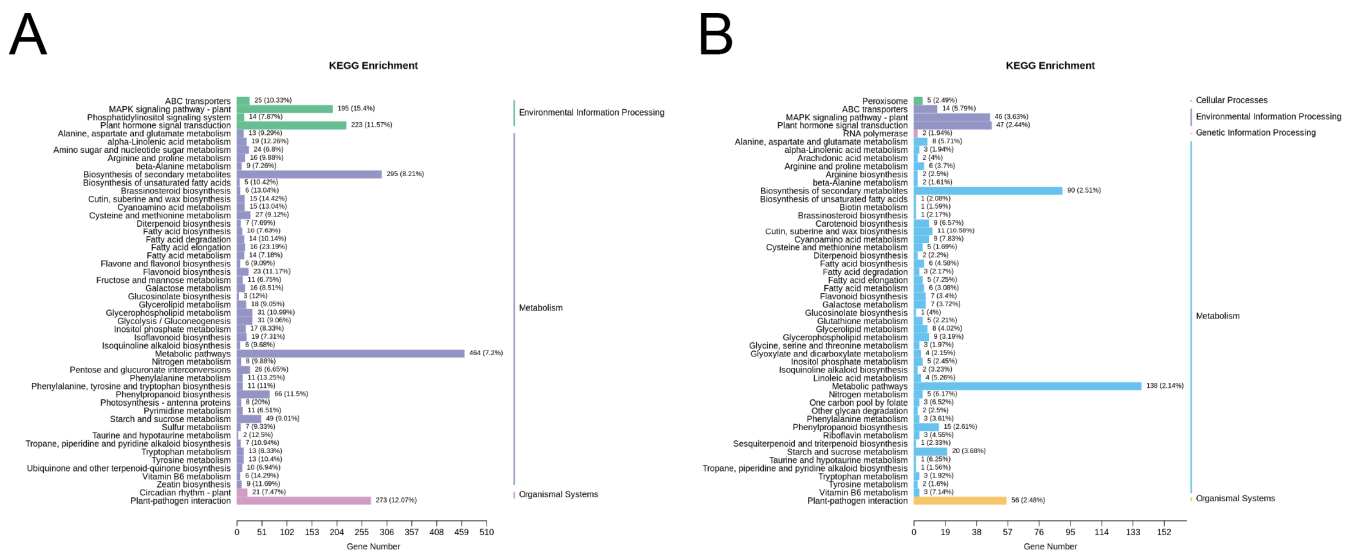 A
KEGG Enrichment
ABC transporters 25 (10.33%)
MAPK signaling pathway - plant 195 (15.4%)
Phosphatidylinositol signaling system 14 (7.87%)
Plant hormone signal transduction 223 (11.57%)
Alanine, aspartate and glutamate metabolism 13 (9.29%)
alpha-Linolenic acid metabolism 19 (12.26%)
Amino sugar and nucleotide sugar metabolism 24 (6.8%)
Arginine and proline metabolism 16 (9.88%)
beta-Alanine metabolism 9 (7.26%)
Biosynthesis of secondary metabolites 295 (8.21%)
Biosynthesis of unsaturated fatty acids 5 (10.42%)
Brassinosteroid biosynthesis 6 (13.04%)
Cutin, suberine and wax biosynthesis 15 (14.42%)
Cyanoamino acid metabolism 15 (13.04%)
Cysteine and methionine metabolism 27 (9.12%)
Diterpenoid biosynthesis 7 (7.69%)
Fatty acid biosynthesis 10 (7.63%)
Fatty acid degradation 14 (10.14%)
Fatty acid elongation 16 (23.19%)
Fatty acid metabolism 14 (7.18%)
Flavone and flavonol biosynthesis 6 (9.09%)
Flavonoid biosynthesis 23 (11.17%)
Fructose and mannose metabolism 11 (6.75%)
Galactose metabolism 16 (8.51%)
Glucosinolate biosynthesis 3 (12%)
Glycerolipid metabolism 18 (9.05%)
Glycerophospholipid metabolism 31 (10.99%)
Glycolysis / Gluconeogenesis 31 (9.06%)
Inositol phosphate metabolism 17 (8.33%)
Isoflavonoid biosynthesis 19 (7.31%)
Isoquinoline alkaloid biosynthesis 6 (9.68%)
Metabolic pathways 464 (7.2%)
Nitrogen metabolism 8 (9.88%)
Pentose and glucuronate interconversions 26 (6.65%)
Phenylalanine metabolism 11 (13.25%)
Phenylalanine, tyrosine and tryptophan biosynthesis 11 (11%)
Phenylpropanoid biosynthesis 66 (11.5%)
Photosynthesis - antenna proteins 8 (20%)
Pyrimidine metabolism 11 (6.51%)
Starch and sucrose metabolism 49 (9.01%)
Sulfur metabolism 7 (9.33%)
Taurine and hypotaurine metabolism 2 (12.5%)
Tropane, piperidine and pyridine alkaloid biosynthesis 7 (10.94%)
Tryptophan metabolism 13 (8.33%)
Tyrosine metabolism 13 (10.4%)
Ubiquinone and other terpenoid-quinone biosynthesis 10 (6.94%)
Vitamin B6 metabolism 6 (14.29%)
Zeatin biosynthesis 9 (11.69%)
Circadian rhythm - plant 21 (7.47%)
Plant-pathogen interaction 273 (12.07%)
Environmental Information Processing
Metabolism
Organismal Systems
0 51 102 153 204 255 306 357 408 459 510
Gene Number
B
KEGG Enrichment
Peroxisome 5 (2.49%)
ABC transporters 14 (5.79%)
MAPK signaling pathway - plant 46 (3.63%)
Plant hormone signal transduction 47 (2.44%)
RNA polymerase 2 (1.94%)
Alanine, aspartate and glutamate metabolism 8 (5.71%)
alpha-Linolenic acid metabolism 3 (1.94%)
Arachidonic acid metabolism 2 (4%)
Arginine and proline metabolism 6 (3.7%)
Arginine biosynthesis 2 (2.5%)
beta-Alanine metabolism 2 (1.61%)
Biosynthesis of secondary metabolites 90 (2.51%)
Biosynthesis of unsaturated fatty acids 1 (2.08%)
Biotin metabolism 1 (1.59%)
Brassinosteroid biosynthesis 1 (2.17%)
Carotenoid biosynthesis 9 (6.57%)
Cutin, suberine and wax biosynthesis 11 (10.58%)
Cyanoamino acid metabolism 9 (7.83%)
Cysteine and methionine metabolism 5 (1.69%)
Diterpenoid biosynthesis 2 (2.2%)
Fatty acid biosynthesis 6 (4.58%)
Fatty acid degradation 3 (2.17%)
Fatty acid elongation 5 (7.25%)
Fatty acid metabolism 6 (3.08%)
Flavonoid biosynthesis 7 (3.4%)
Galactose metabolism 7 (3.72%)
Glucosinolate biosynthesis 1 (4%)
Glutathione metabolism 5 (2.21%)
Glycerolipid metabolism 8 (4.02%)
Glycerophospholipid metabolism 9 (3.19%)
Glycine, serine and threonine metabolism 3 (1.97%)
Glyoxylate and dicarboxylate metabolism 4 (2.15%)
Inositol phosphate metabolism 5 (2.45%)
Isoquinoline alkaloid biosynthesis 2 (3.23%)
Linoleic acid metabolism 4 (5.26%)
Metabolic pathways 138 (2.14%)
Nitrogen metabolism 5 (6.17%)
One carbon pool by folate 3 (6.52%)
Other glycan degradation 2 (2.5%)
Phenylalanine metabolism 3 (3.61%)
Phenylpropanoid biosynthesis 15 (2.61%)
Riboflavin metabolism 3 (4.55%)
Sesquiterpenoid and triterpenoid biosynthesis 1 (2.33%)
Starch and sucrose metabolism 20 (3.68%)
Taurine and hypotaurine metabolism 1 (6.25%)
Tropane, piperidine and pyridine alkaloid biosynthesis 1 (1.56%)
Tryptophan metabolism 3 (1.92%)
Tyrosine metabolism 2 (1.6%)
Vitamin B6 metabolism 3 (7.14%)
Plant-pathogen interaction 56 (2.48%)
Cellular Processes
Environmental Information Processing
Genetic Information Processing
Metabolism
Organismal Systems
0 19 38 57 76 95 114 133 152
Gene Number